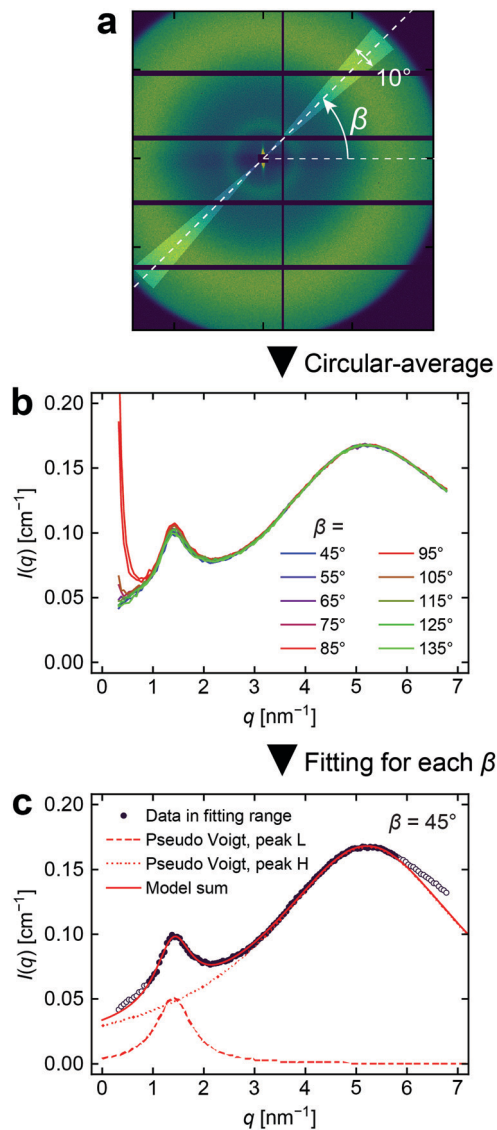 a
10°
β
Circular-average
b
0.20
0.15
0.10
0.05
0.00
I(q) [cm⁻¹]
β =
45° 95°
55° 105°
65° 115°
75° 125°
85° 135°
0 1 2 3 4 5 6 7
q [nm⁻¹]
Fitting for each β
c
Data in fitting range
β = 45°
Pseudo Voigt, peak L
Pseudo Voigt, peak H
Model sum
0.20
0.15
0.10
0.05
0.00
I(q) [cm⁻¹]
0 1 2 3 4 5 6 7
q [nm⁻¹]